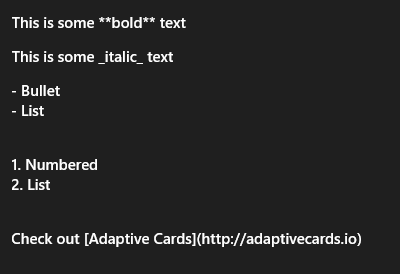 This is some **bold** text
This is some _italic_ text
- Bullet
- List
1. Numbered
2. List
Check out [Adaptive Cards](http://adaptivecards.io)